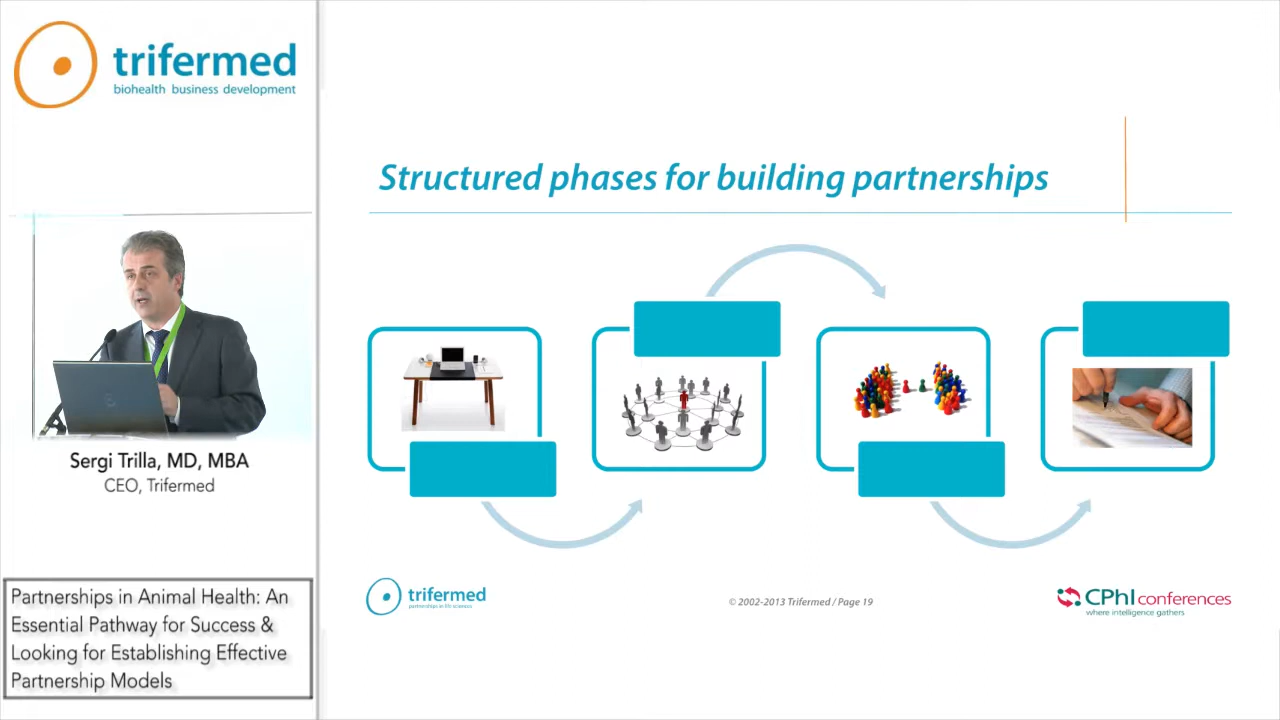 trifermed
biohealth business development
Sergi Trilla, MD, MBA
CEO, Trifermed
Partnerships in Animal Health: An
Essential Pathway for Success &
Looking for Establishing Effective
Partnership Models
Structured phases for building partnerships
trifermed
partnerships in life sciences
© 2002-2013 Trifermed / Page 19
CPhI conferences
where intelligence gathers